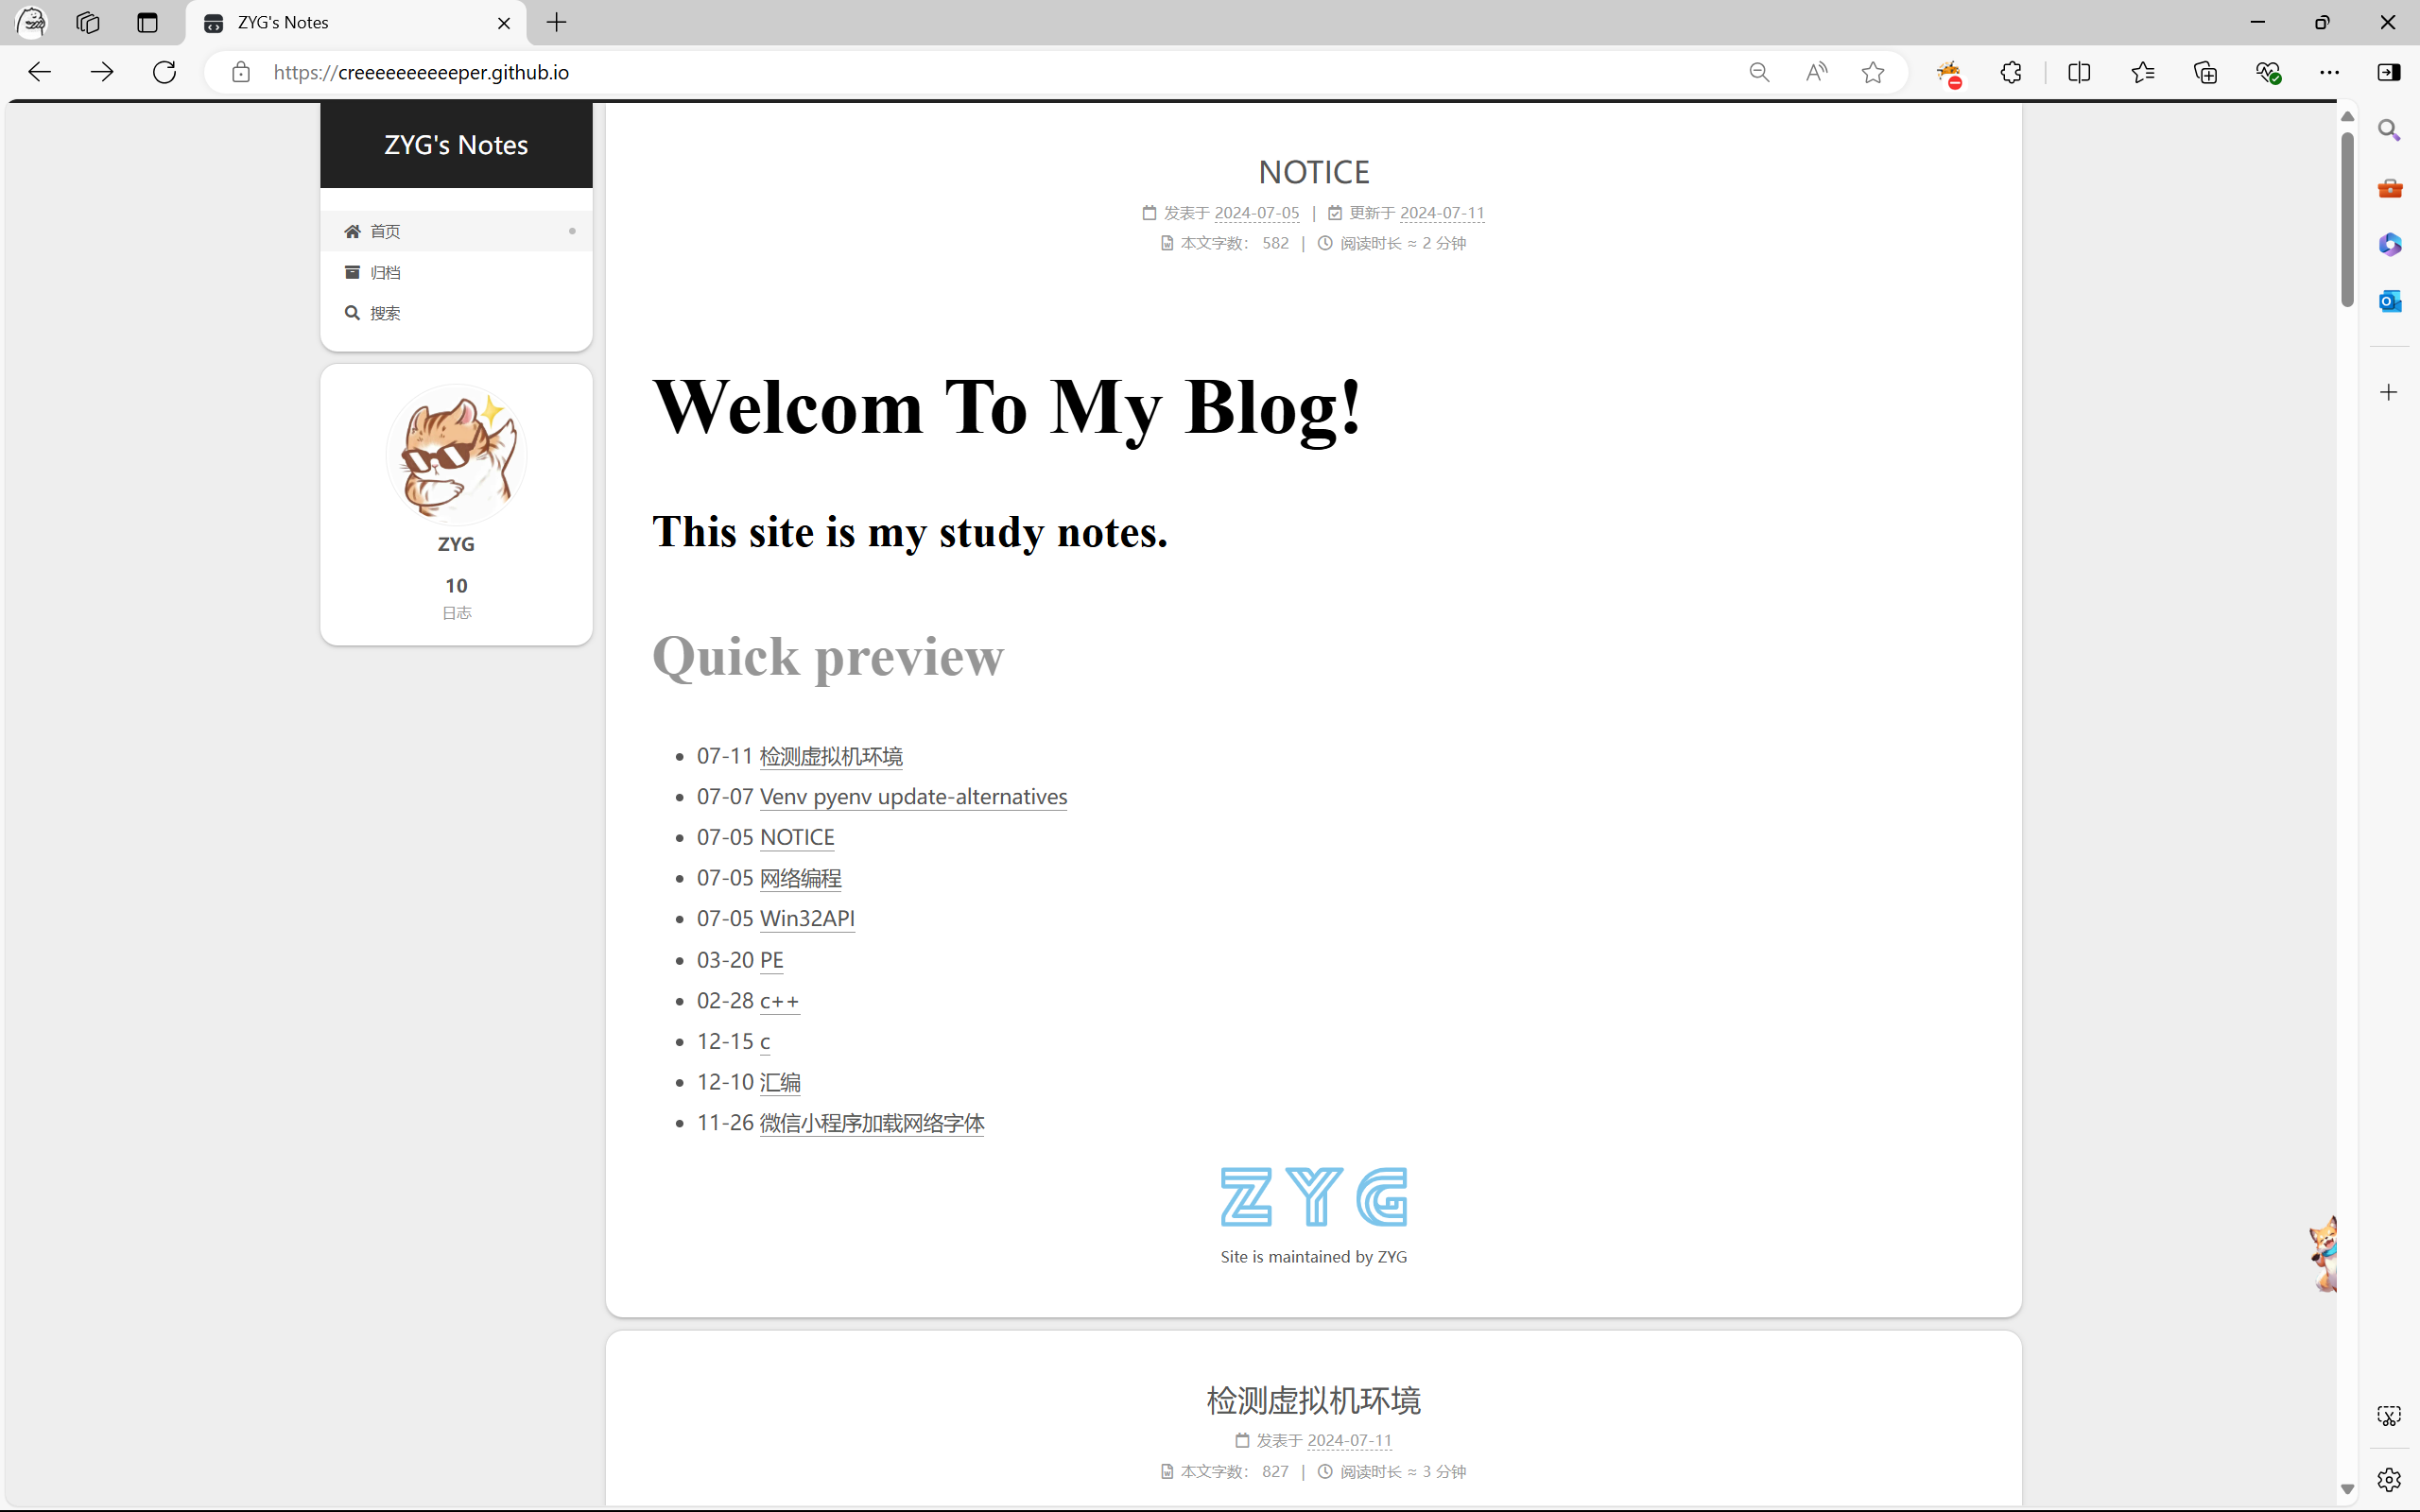 ZYG's Notes
https://creeeeeeeeeeper.github.io
ZYG's Notes
首页
归档
搜索
ZYG
10
日志
NOTICE
发表于 2024-07-05 | 更新于 2024-07-11
本文字数： 582 | 阅读时长 ≈ 2 分钟
Welcom To My Blog!
This site is my study notes.
Quick preview
07-11 检测虚拟机环境
07-07 Venv pyenv update-alternatives
07-05 NOTICE
07-05 网络编程
07-05 Win32API
03-20 PE
02-28 c++
12-15 c
12-10 汇编
11-26 微信小程序加载网络字体
ZYG
Site is maintained by ZYG
检测虚拟机环境
发表于 2024-07-11
本文字数： 827 | 阅读时长 ≈ 3 分钟